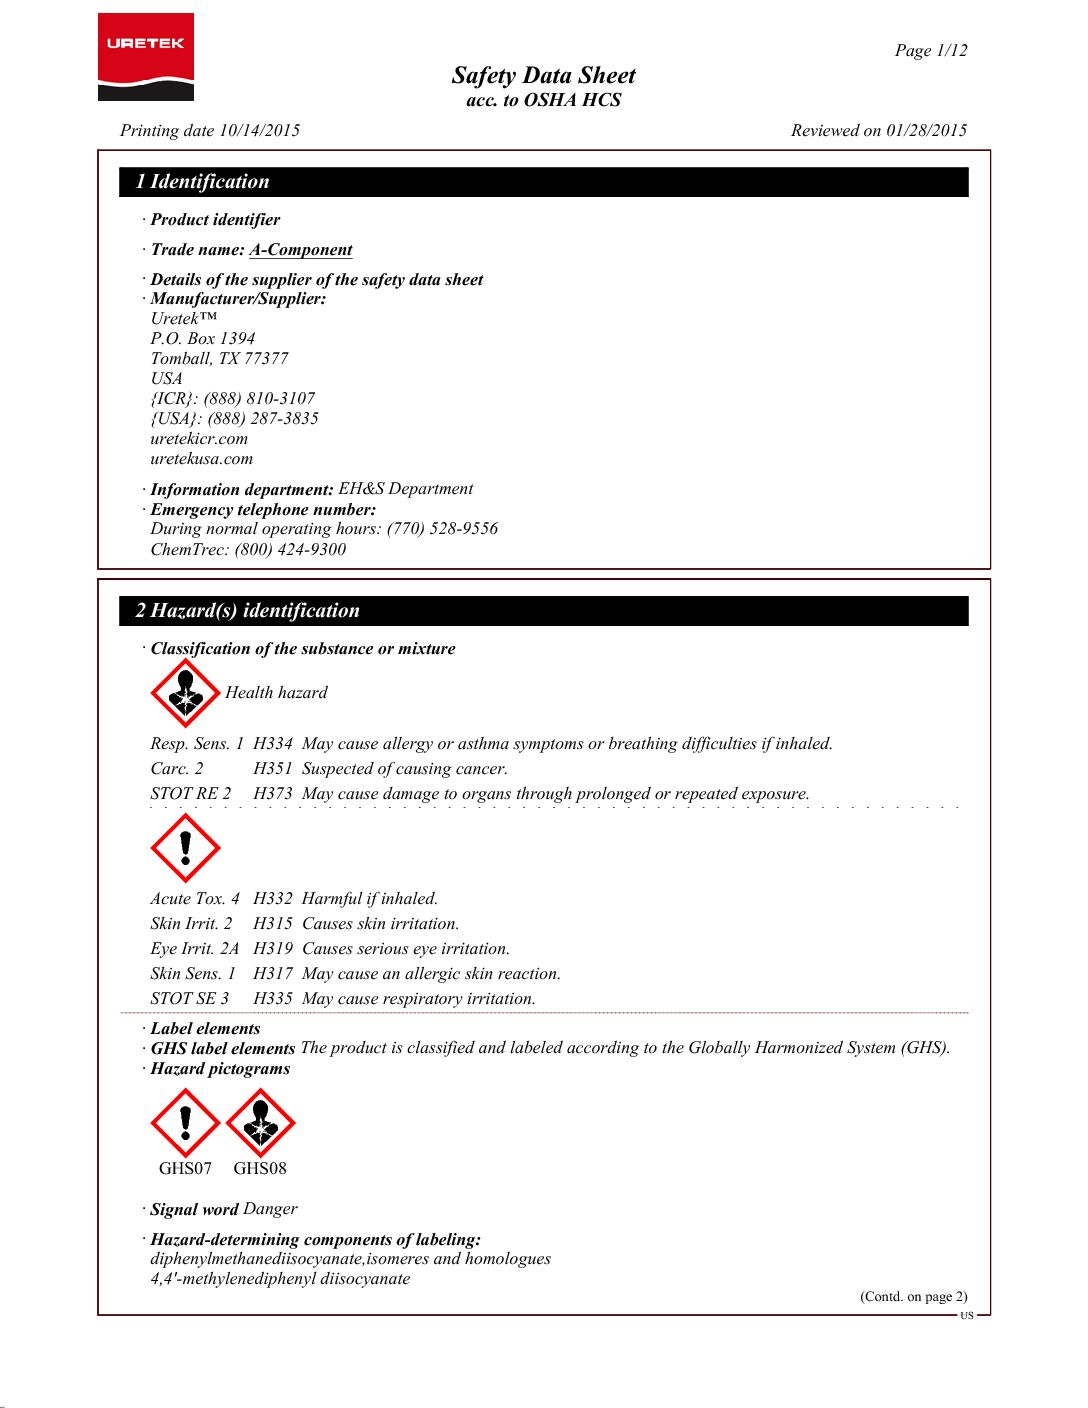 URETEK
Page 1/12
Safety Data Sheet
acc. to OSHA HCS
Printing date 10/14/2015 Reviewed on 01/28/2015
1 Identification
· Product identifier
· Trade name: A-Component
· Details of the supplier of the safety data sheet
· Manufacturer/Supplier:
Uretek™
P.O. Box 1394
Tomball, TX 77377
USA
{ICR}: (888) 810-3107
{USA}: (888) 287-3835
uretekicr.com
uretekusa.com
· Information department: EH&S Department
· Emergency telephone number:
During normal operating hours: (770) 528-9556
ChemTrec: (800) 424-9300
2 Hazard(s) identification
· Classification of the substance or mixture
Health hazard
Resp. Sens. 1 H334 May cause allergy or asthma symptoms or breathing difficulties if inhaled.
Carc. 2 H351 Suspected of causing cancer.
STOT RE 2 H373 May cause damage to organs through prolonged or repeated exposure.
Acute Tox. 4 H332 Harmful if inhaled.
Skin Irrit. 2 H315 Causes skin irritation.
Eye Irrit. 2A H319 Causes serious eye irritation.
Skin Sens. 1 H317 May cause an allergic skin reaction.
STOT SE 3 H335 May cause respiratory irritation.
· Label elements
· GHS label elements The product is classified and labeled according to the Globally Harmonized System (GHS).
· Hazard pictograms
GHS07 GHS08
· Signal word Danger
· Hazard-determining components of labeling:
diphenylmethanediisocyanate,isomeres and homologues
4,4'-methylenediphenyl diisocyanate
(Contd. on page 2)
US